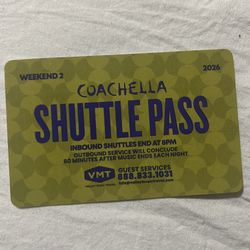 WEEKEND 2
2026
COACHELLA
SHUTTLE PASS
INBOUND SHUTTLES END AT 8PM
OUTBOUND SERVICE WILL CONCLUDE
60 MINUTES AFTER MUSIC ENDS EACH NIGHT
VMT
GUEST SERVICES
888.833.1031